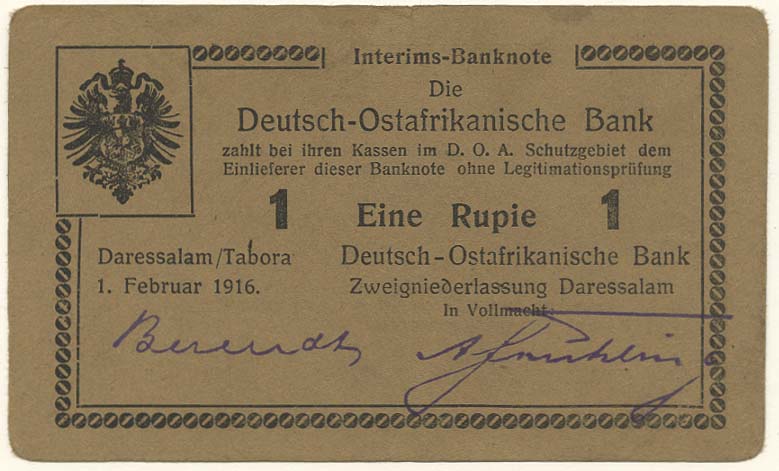 Interims-Banknote
Die
Deutsch-Ostafrikanische Bank
zahlt bei ihren Kassen im D. O. A. Schutzgebiet dem
Einlieferer dieser Banknote ohne Legitimationsprüfung
1 Eine Rupie 1
Daressalam/Tabora
1. Februar 1916.
Deutsch-Ostafrikanische Bank
Zweigniederlassung Daressalam
In Vollmacht:
Berendt